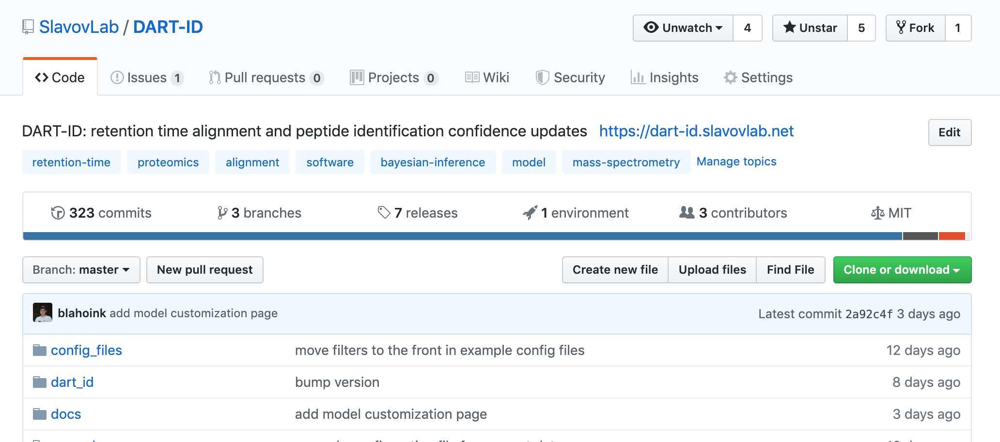 SlavovLab / DART-ID
Unwatch 4 Unstar 5 Fork 1
Code Issues 1 Pull requests 0 Projects 0 Wiki Security Insights Settings
DART-ID: retention time alignment and peptide identification confidence updates https://dart-id.slavovlab.net Edit
retention-time proteomics alignment software bayesian-inference model mass-spectrometry Manage topics
323 commits 3 branches 7 releases 1 environment 3 contributors MIT
Branch: master New pull request Create new file Upload files Find File Clone or download
blahoink add model customization page Latest commit 2a92c4f 3 days ago
config_files move filters to the front in example config files 12 days ago
dart_id bump version 8 days ago
docs add model customization page 3 days ago